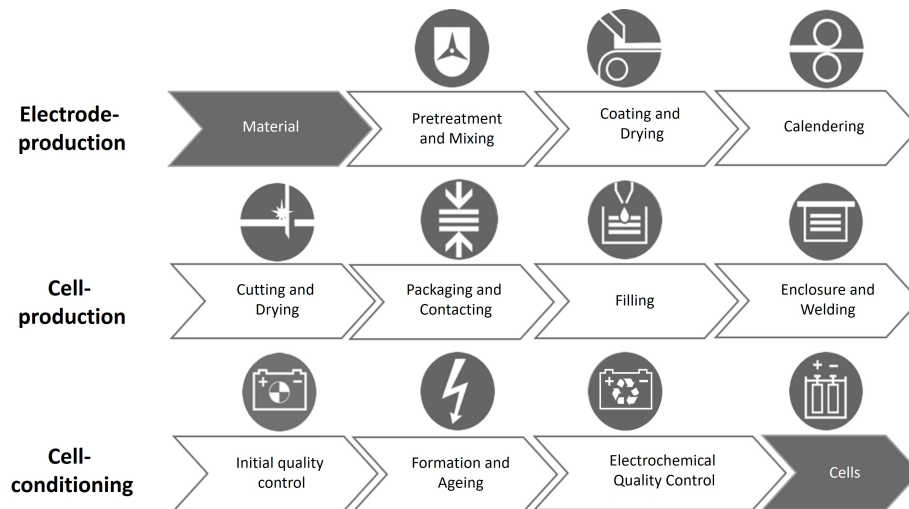 Electrode-
production
Material
Pretreatment
and Mixing
Coating and
Drying
Calendering
Cell-
production
Cutting and
Drying
Packaging and
Contacting
Filling
Enclosure and
Welding
Cell-
conditioning
Initial quality
control
Formation and
Ageing
Electrochemical
Quality Control
Cells
+ -
+ -
+ -